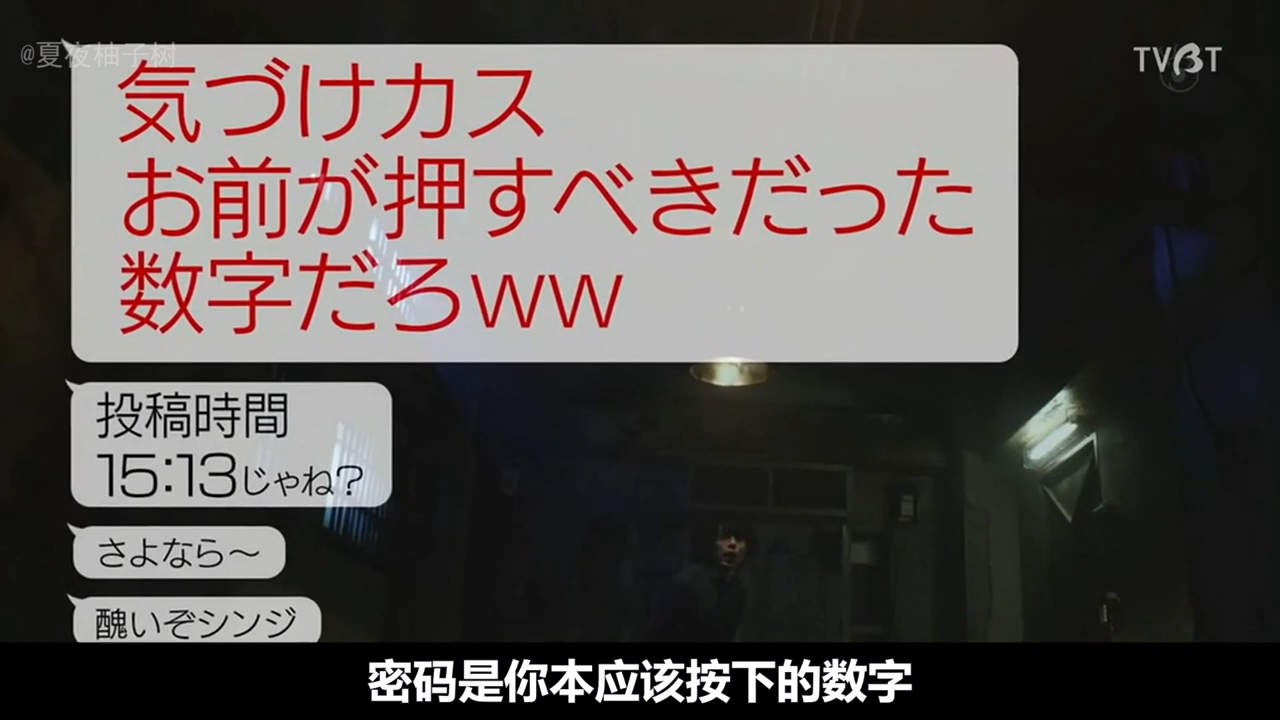 @夏夜柚子树
TVBT
気づけカス
お前が押すべきだった
数字だろww
投稿時間
15:13じゃね?
さよなら～
醜いぞシンジ
密码是你本应该按下的数字